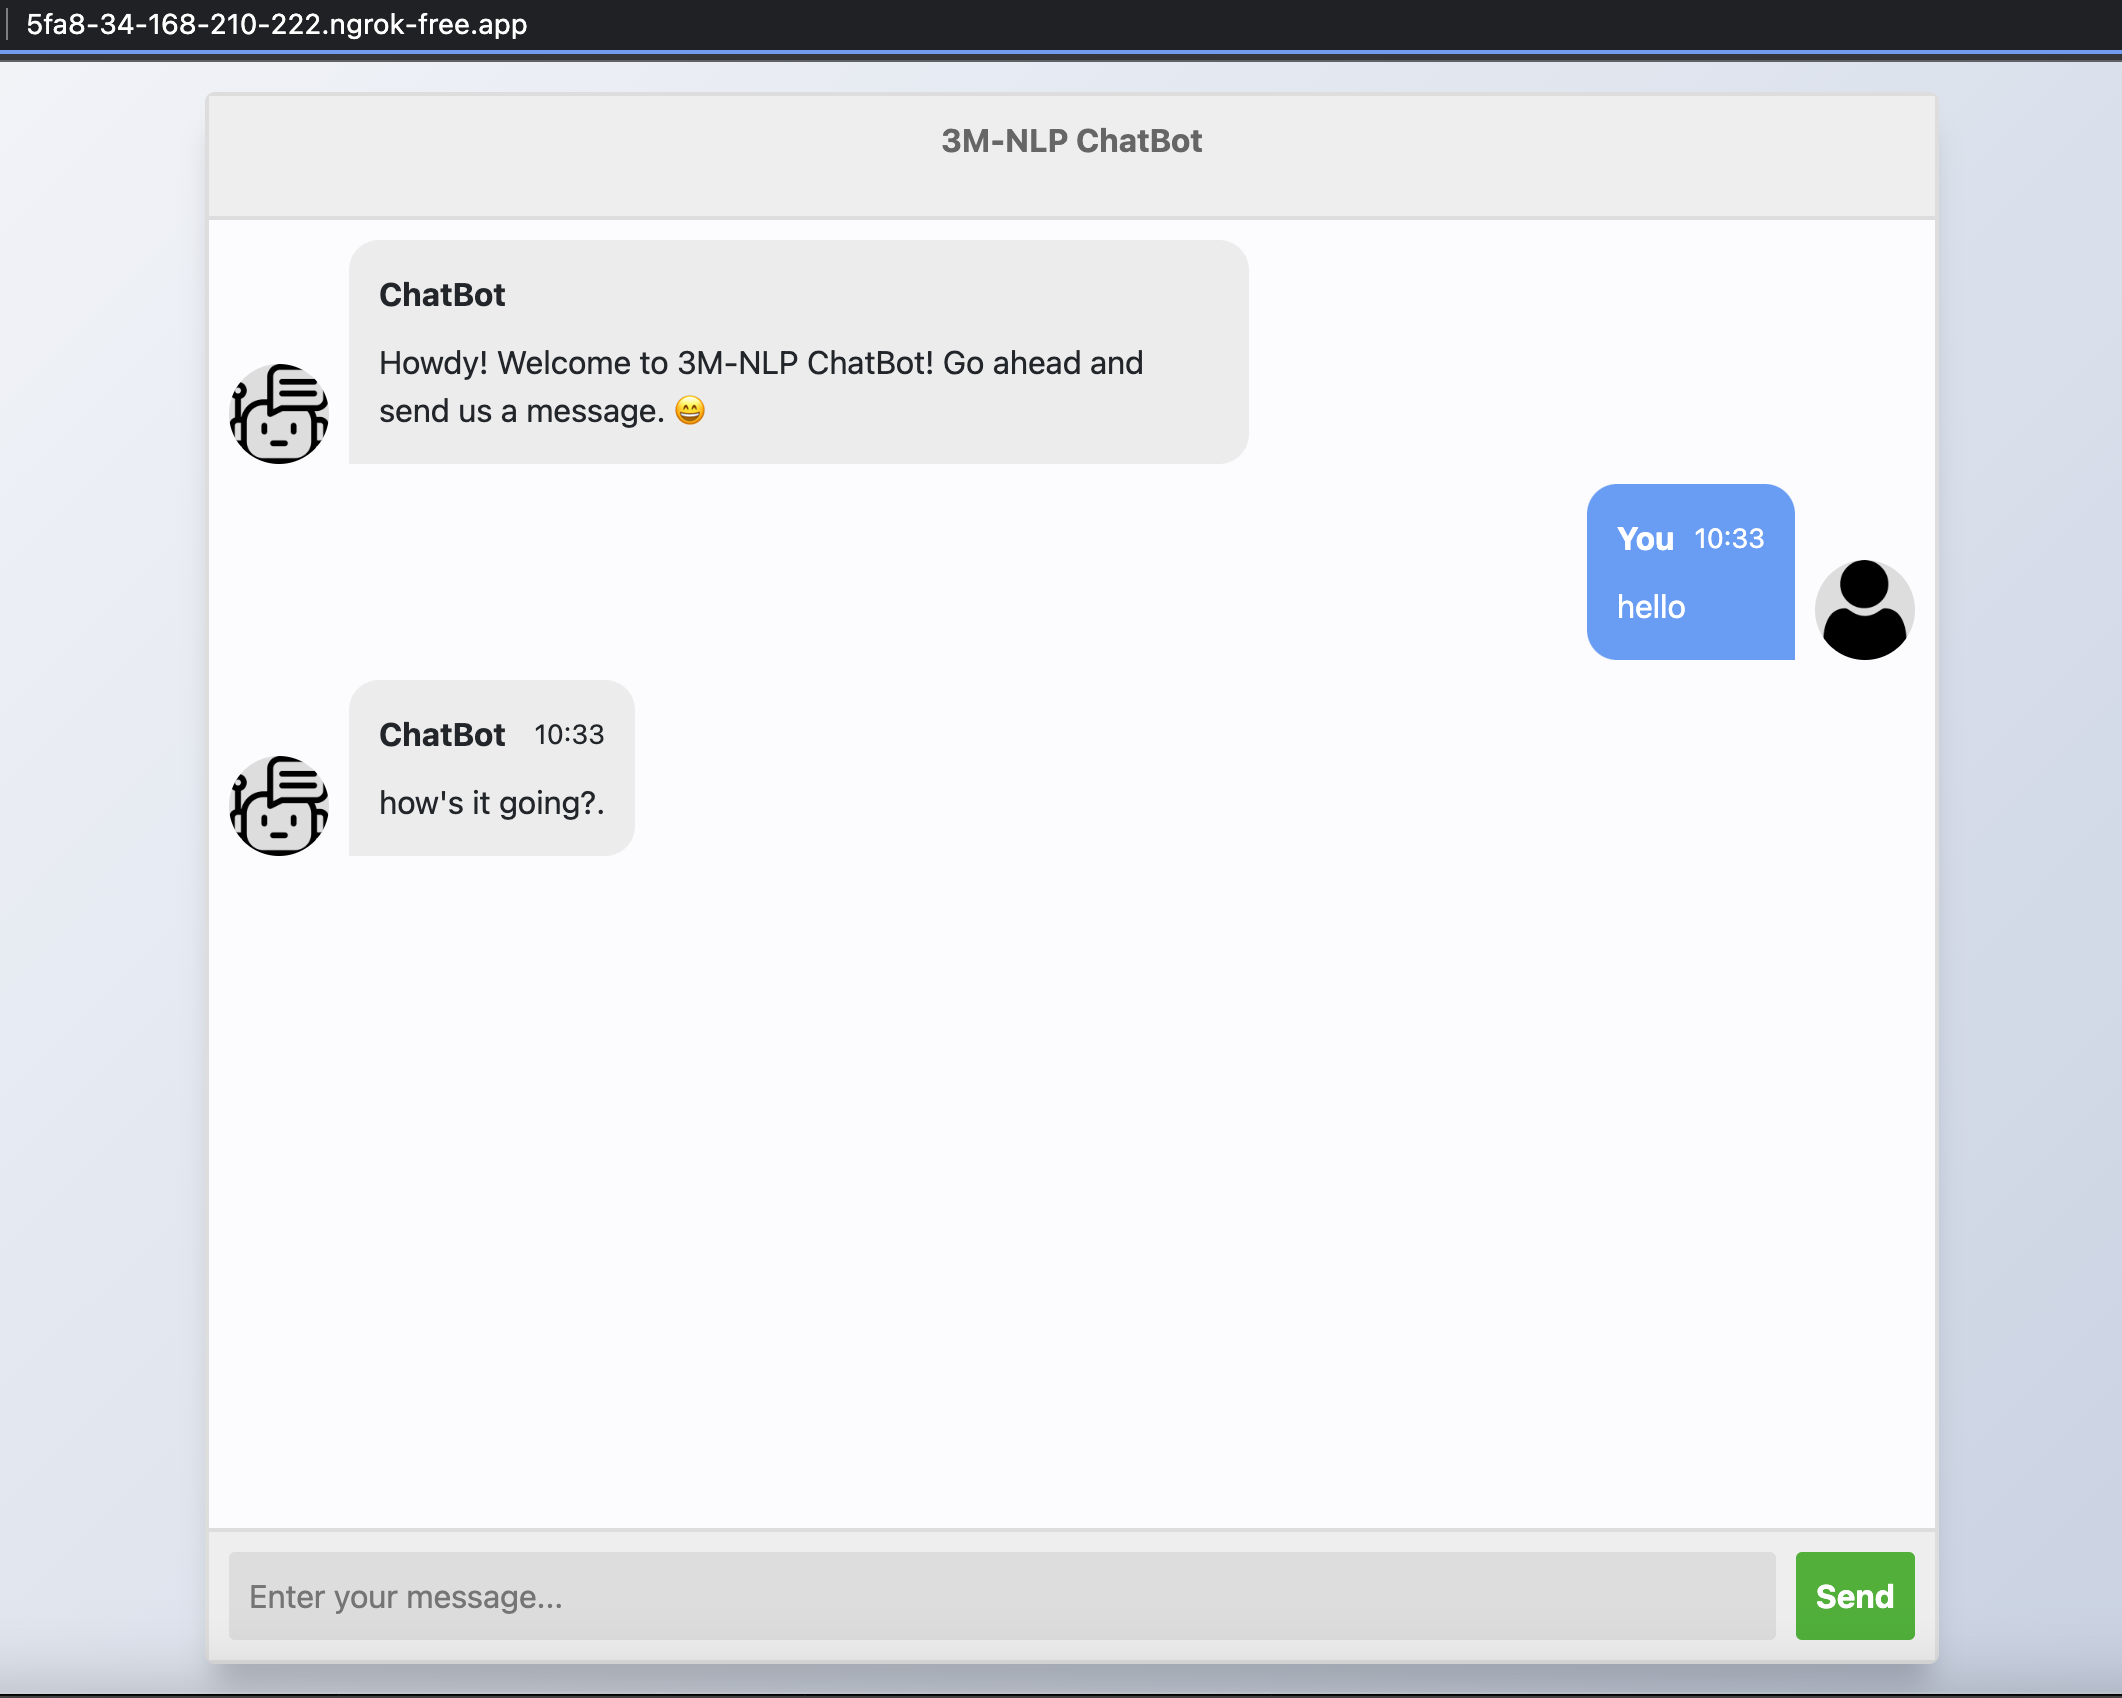 5fa8-34-168-210-222.ngrok-free.app
3M-NLP ChatBot
ChatBot
Howdy! Welcome to 3M-NLP ChatBot! Go ahead and
send us a message. 😄
You 10:33
hello
ChatBot 10:33
how's it going?.
Enter your message...
Send